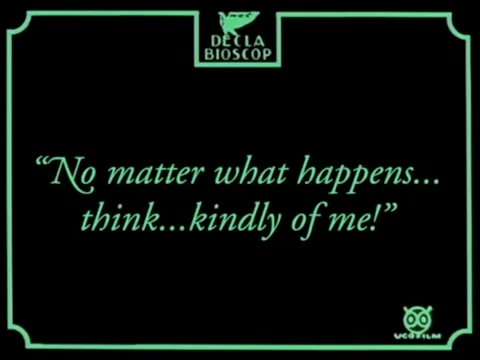 DECLA
BIOSCOP
“No matter what happens...
think...kindly of me!”
UCOFILM